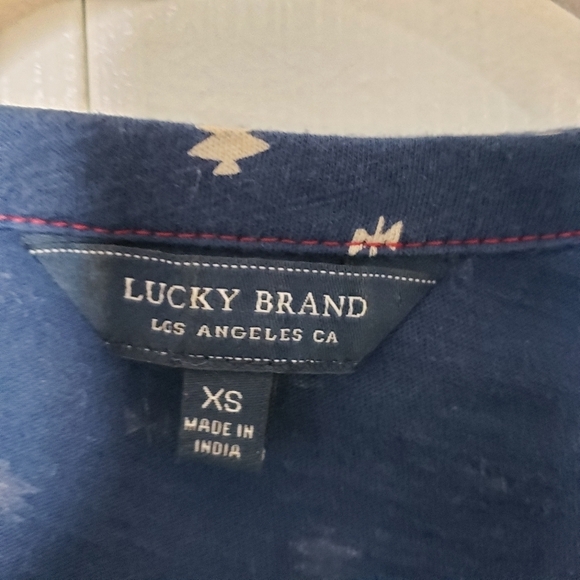 LUCKY BRAND
LOS ANGELES CA
XS
MADE IN
INDIA